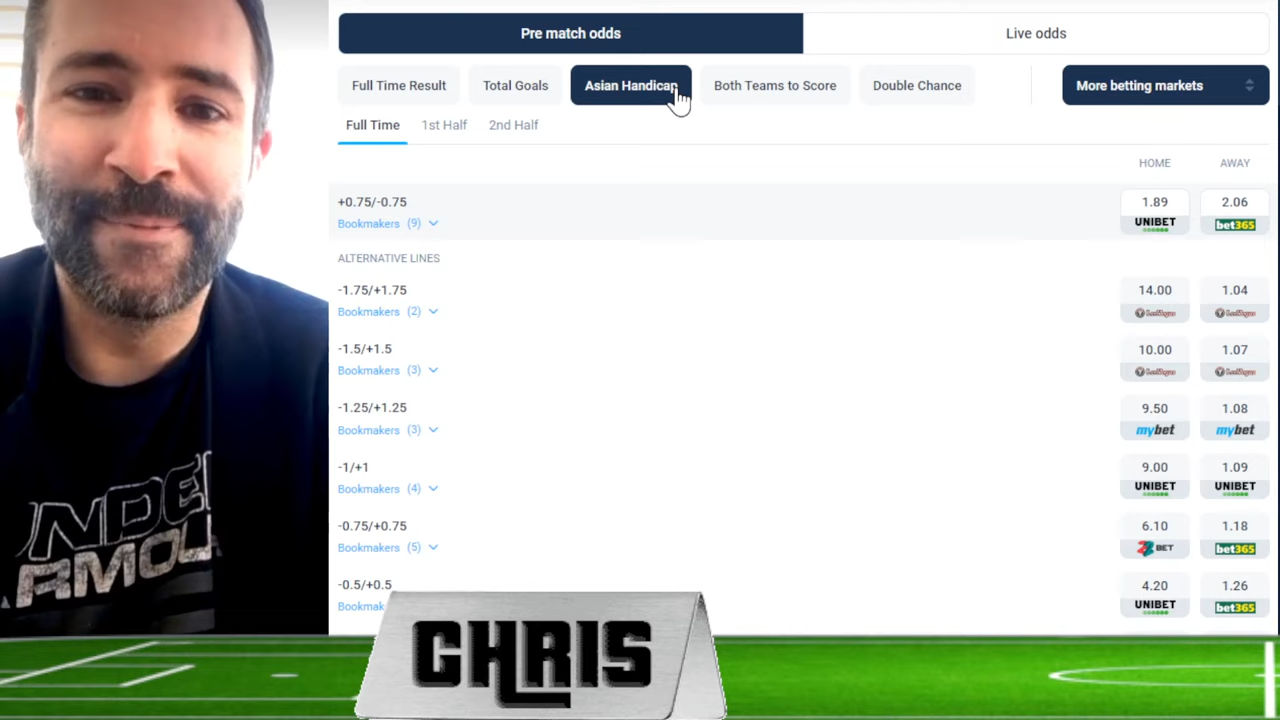 Pre match odds
Live odds
Full Time Result
Total Goals
Asian Handicap
Both Teams to Score
Double Chance
More betting markets
Full Time
1st Half
2nd Half
HOME
AWAY
+0.75/-0.75
1.89
2.06
Bookmakers (9)
UNIBET
bet365
ALTERNATIVE LINES
-1.75/+1.75
14.00
1.04
Bookmakers (2)
-1.5/+1.5
10.00
1.07
Bookmakers (3)
-1.25/+1.25
9.50
1.08
Bookmakers (3)
mybet
mybet
-1/+1
9.00
1.09
Bookmakers (4)
UNIBET
UNIBET
-0.75/+0.75
6.10
1.18
Bookmakers (5)
22BET
bet365
-0.5/+0.5
4.20
1.26
Bookmak
UNIBET
bet365
UNDE
ARMOU
CHRIS